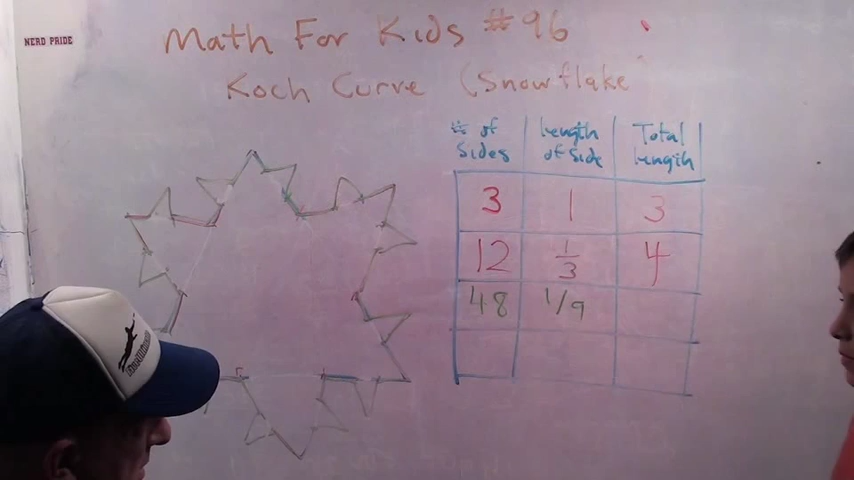 NERD PRIDE
Math For Kids #96
Koch Curve (Snowflake
# of Sides
Length of Side
Total Length
3 1 3
12 1/3 4
48 1/9